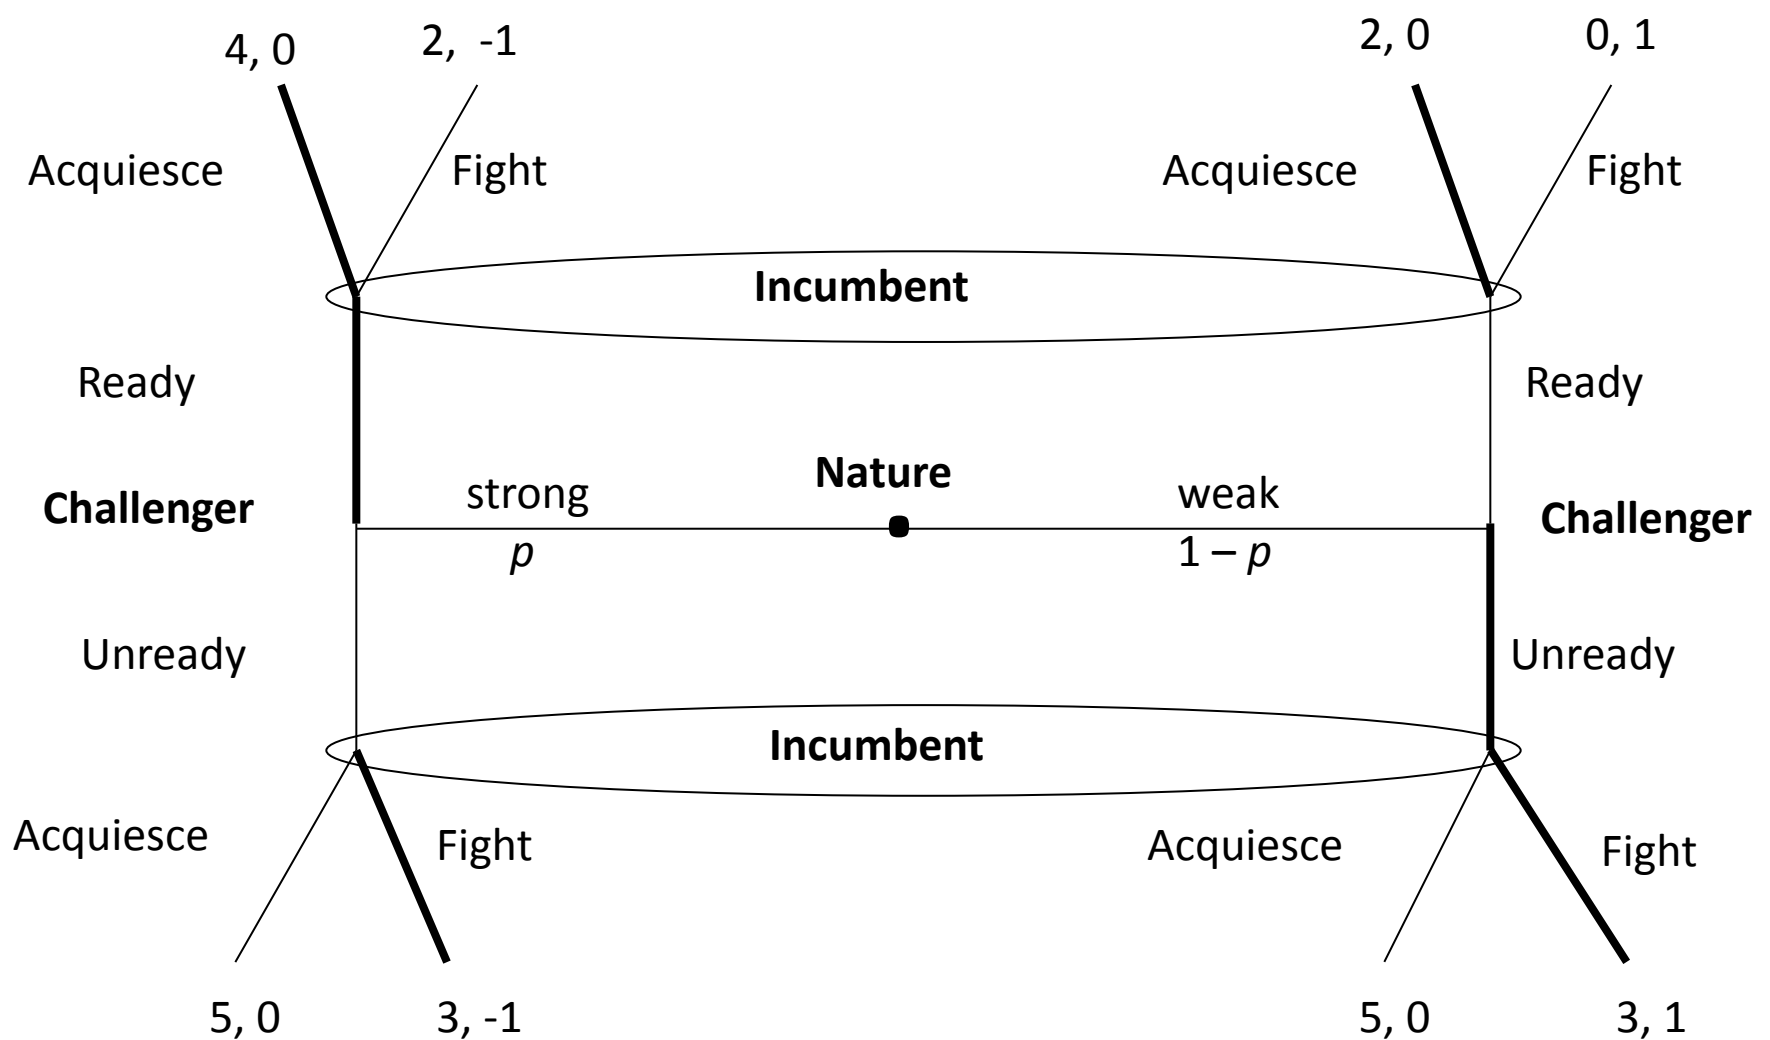 4, 0
2, -1
2, 0
0, 1
Acquiesce
Fight
Acquiesce
Fight
Incumbent
Ready
Ready
Nature
strong
weak
Challenger
Challenger
p
1 – p
Unready
Unready
Incumbent
Acquiesce
Fight
Acquiesce
Fight
5, 0
3, -1
5, 0
3, 1